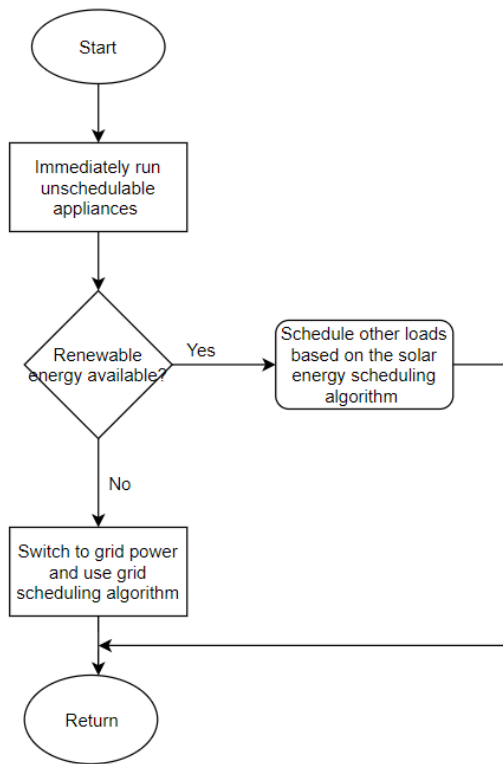 Start
Immediately run
unschedulable
appliances
Renewable
energy available?
Yes
Schedule other loads
based on the solar
energy scheduling
algorithm
No
Switch to grid power
and use grid
scheduling algorithm
Return